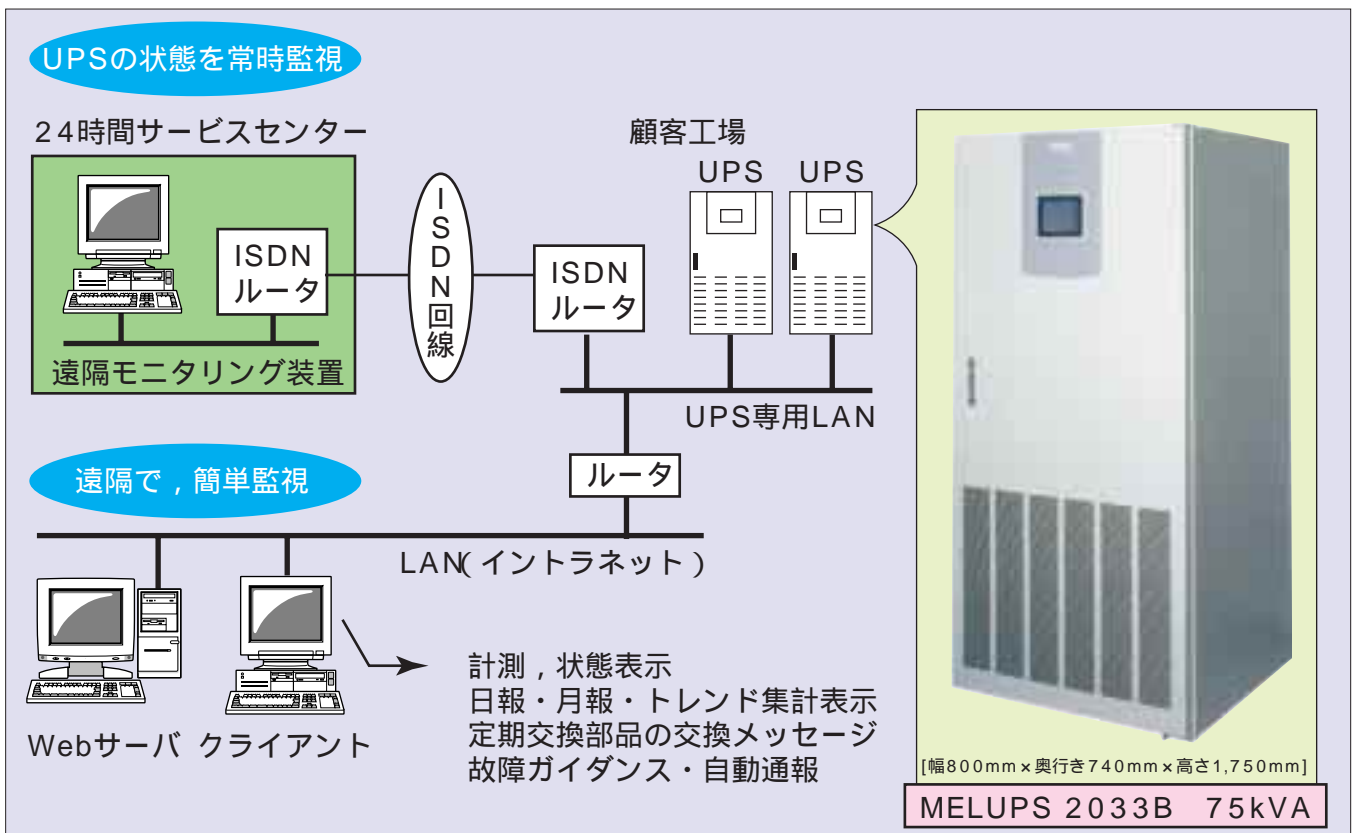 UPSの状態を常時監視
24時間サービスセンター
ISDN
ルータ
遠隔モニタリング装置
ISDN回線
ISDN
ルータ
顧客工場
UPS UPS
UPS専用LAN
ルータ
遠隔で，簡単監視
LAN(イントラネット)
Webサーバ クライアント
計測，状態表示
日報・月報・トレンド集計表示
定期交換部品の交換メッセージ
故障ガイダンス・自動通報
[幅800mm×奥行き740mm×高さ1,750mm]
MELUPS 2033B 75kVA